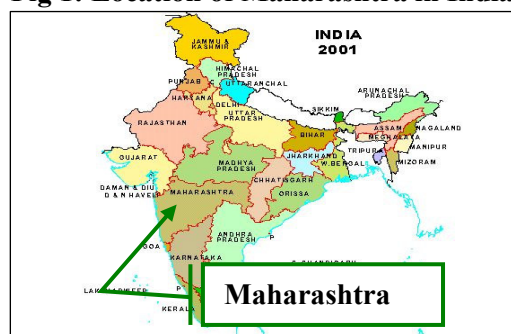 Fig 1: Location of Maharashtra in India
INDIA
2001
JAMMU &
KASHMIR
HIMACHAL
PRADESH
PUNJAB
UTTARANCHAL
HARYANA
DELHI
ARUNACHAL
PRADESH
RAJASTHAN
UTTAR
PRADESH
SIKKIM
ASSAM
NAGALAND
MEGHALAYA
BIHAR
MANIPUR
TRIPURA
MIZORAM
GUJARAT
MADHYA
PRADESH
JHARKHAND
W.BENGAL
DAMAN & DIU
D & N HAVELI
MAHARASHTRA
CHHATISGARH
ORISSA
ANDHRA
PRADESH
GOA
KARNATAKA
KERALA
Maharashtra